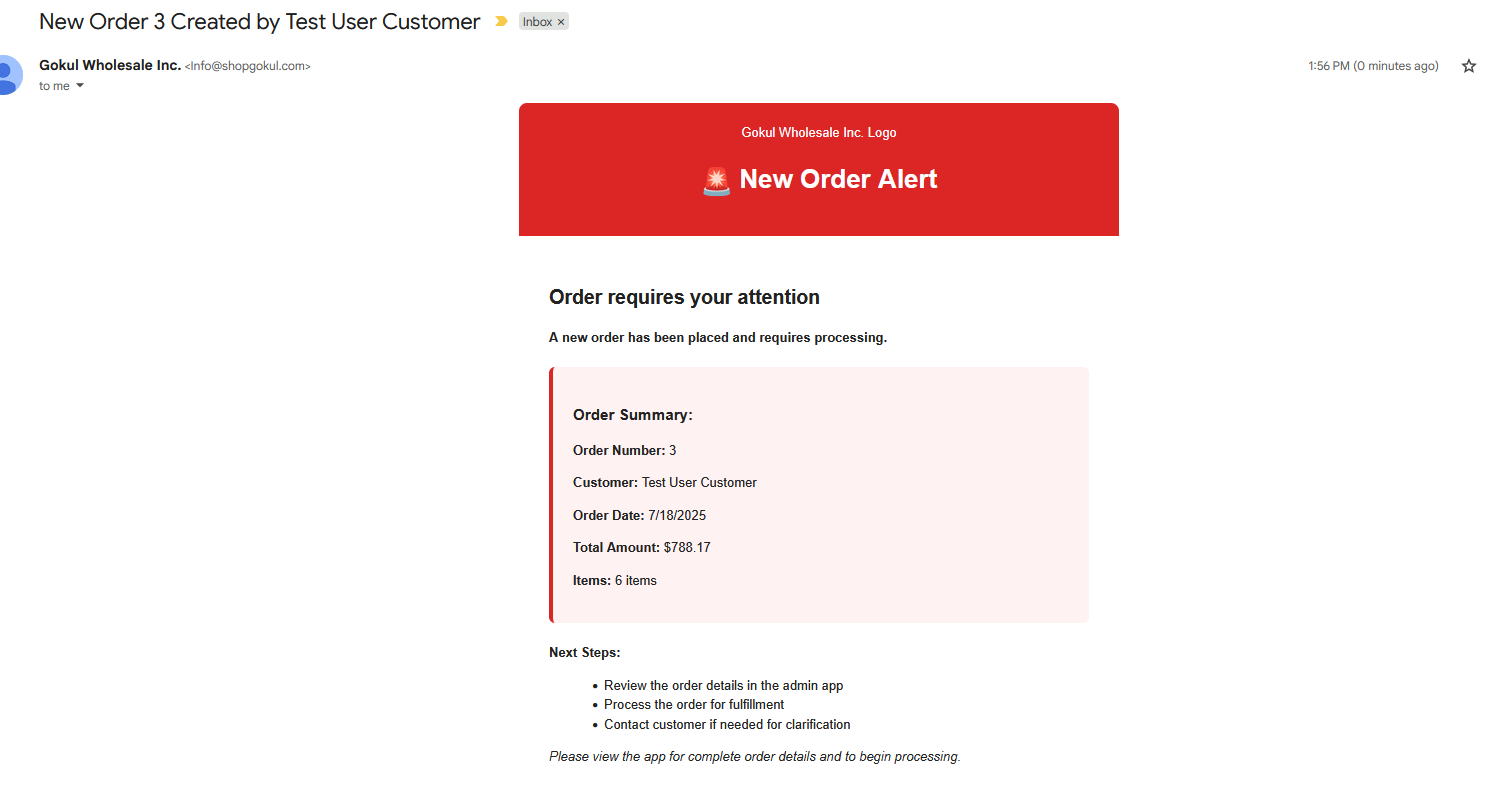 New Order 3 Created by Test User Customer
Inbox ×
Gokul Wholesale Inc. <Info@shopgokul.com>
1:56 PM (0 minutes ago)
to me
Gokul Wholesale Inc. Logo
🚨 New Order Alert
Order requires your attention
A new order has been placed and requires processing.
Order Summary:
Order Number: 3
Customer: Test User Customer
Order Date: 7/18/2025
Total Amount: $788.17
Items: 6 items
Next Steps:
• Review the order details in the admin app
• Process the order for fulfillment
• Contact customer if needed for clarification
Please view the app for complete order details and to begin processing.